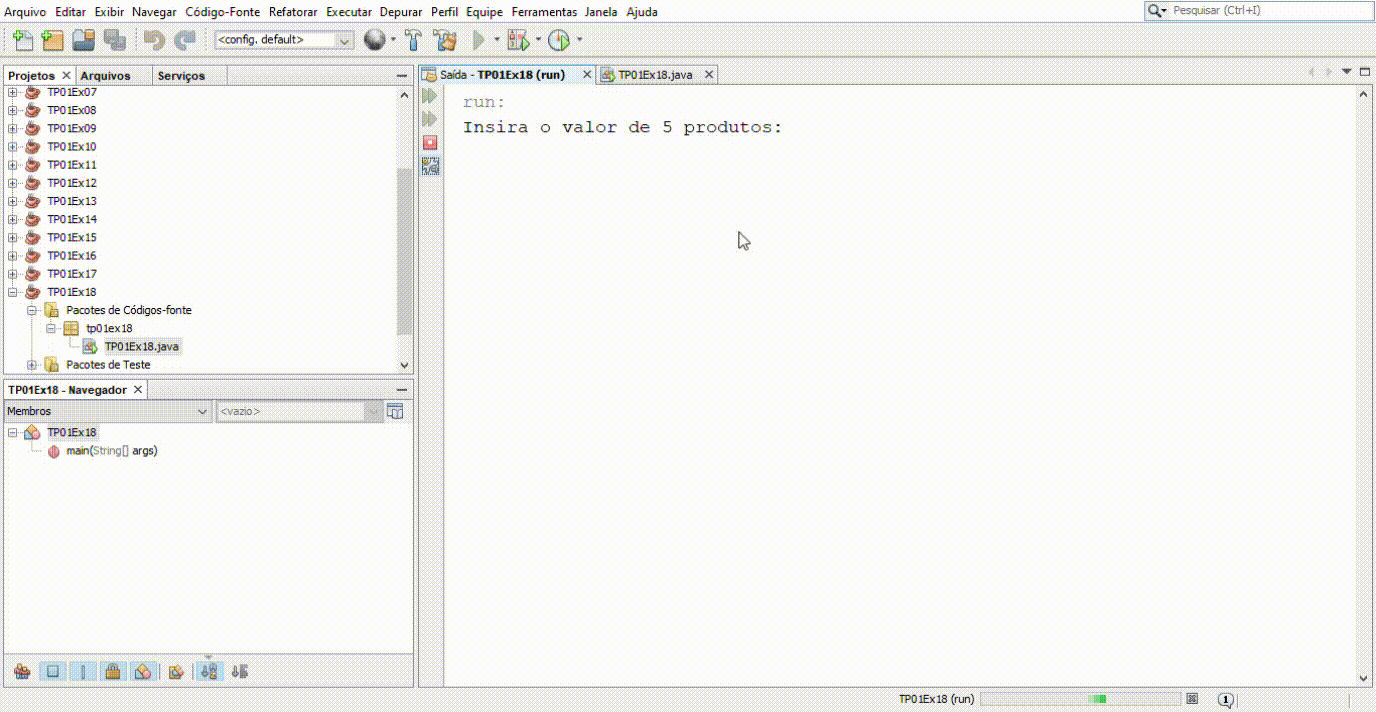 Arquivo Editar Exibir Navegar Código-Fonte Refatorar Executar Depurar Perfil Equipe Ferramentas Janela Ajuda
Pesquisar (Ctrl+I)
<config. default>
Projetos Arquivos Serviços
TP01Ex07
TP01Ex08
TP01Ex09
TP01Ex10
TP01Ex11
TP01Ex12
TP01Ex13
TP01Ex14
TP01Ex15
TP01Ex16
TP01Ex17
TP01Ex18
Pacotes de Códigos-fonte
tp01ex18
TP01Ex18.java
Pacotes de Teste
TP01Ex18 - Navegador
Membros <vazio>
TP01Ex18
main(String[] args)
Saída - TP01Ex18 (run) TP01Ex18.java
run:
Insira o valor de 5 produtos:
TP01Ex18 (run) 1